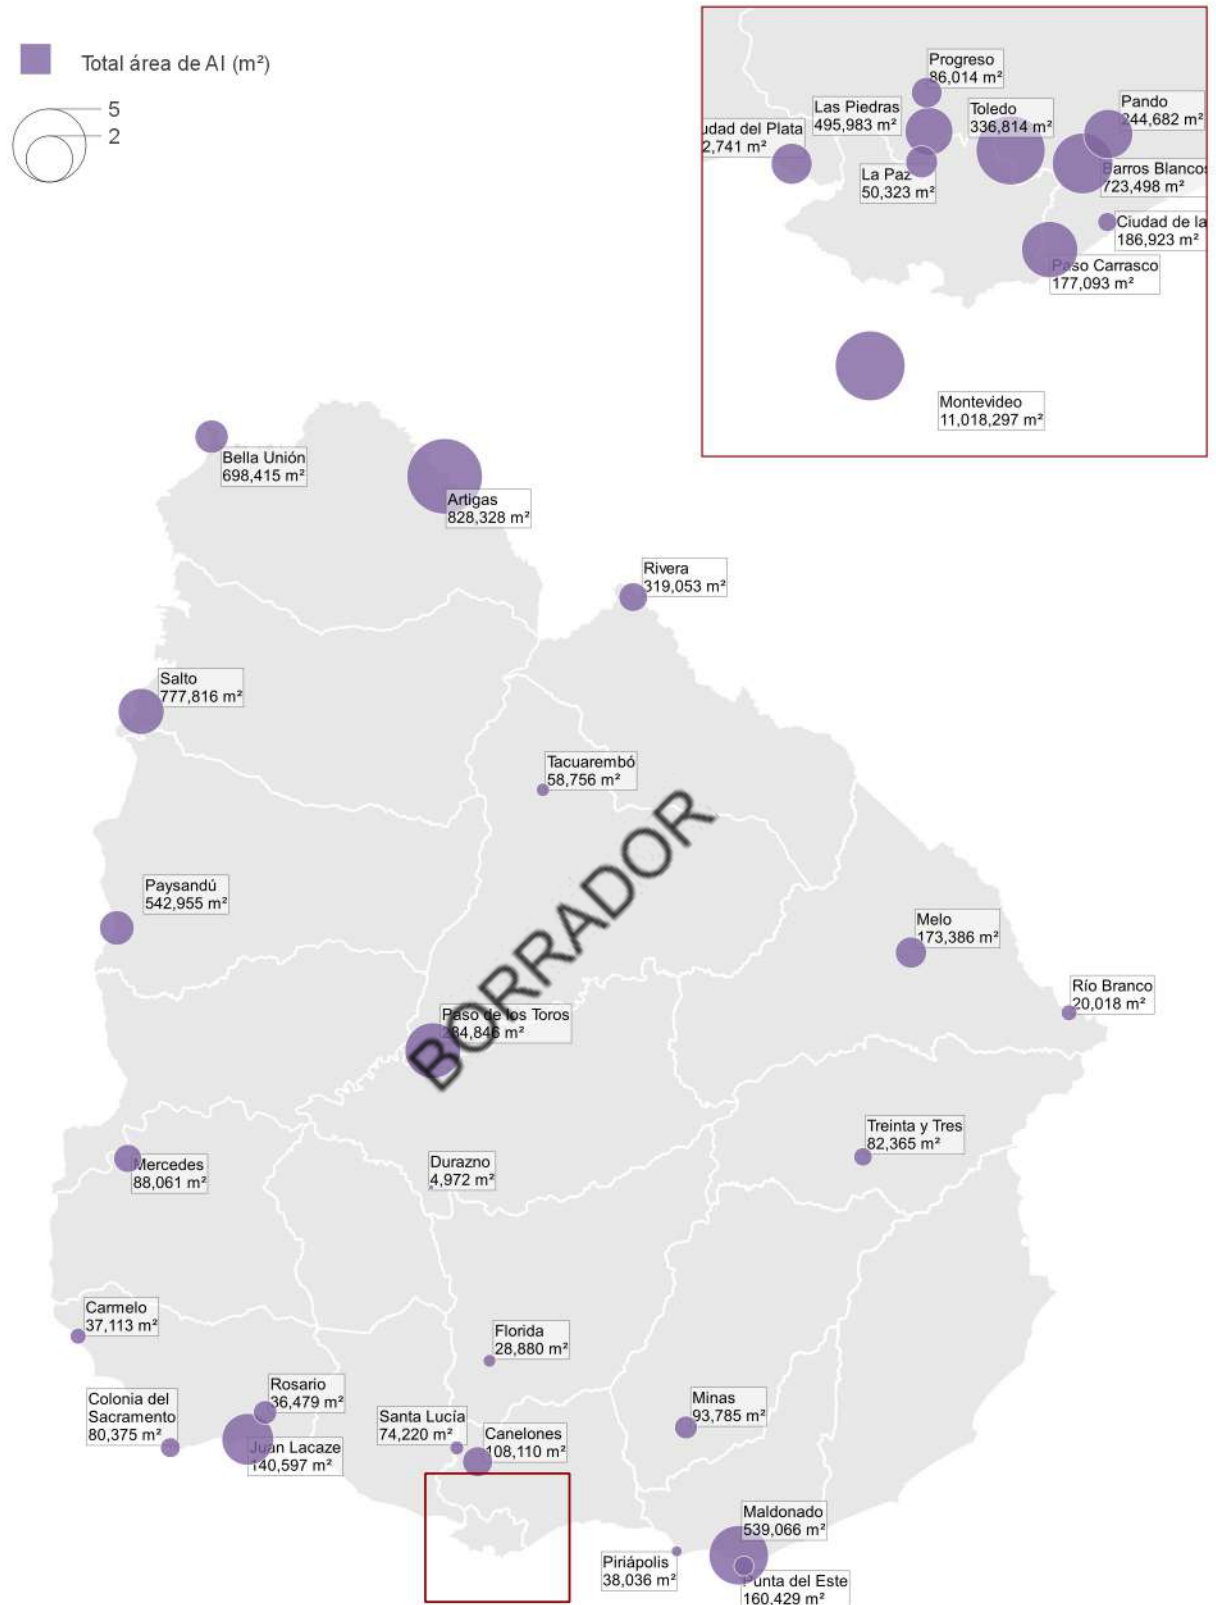 Total área de AI (m²)
5
2
Progreso
86,014 m²
Las Piedras
495,983 m²
Toledo
336,814 m²
Pando
244,682 m²
udad del Plata
2,741 m²
La Paz
50,323 m²
Barros Blancos
723,498 m²
Ciudad de la
186,923 m²
Paso Carrasco
177,093 m²
Montevideo
11,018,297 m²
Bella Unión
698,415 m²
Artigas
828,328 m²
Rivera
319,053 m²
Salto
777,816 m²
Tacuarembó
58,756 m²
BORRADOR
Paysandú
542,955 m²
Melo
173,386 m²
Río Branco
20,018 m²
Paso de los Toros
284,846 m²
Treinta y Tres
82,365 m²
Mercedes
88,061 m²
Durazno
4,972 m²
Carmelo
37,113 m²
Florida
28,880 m²
Rosario
36,479 m²
Colonia del
Sacramento
80,375 m²
Juan Lacaze
140,597 m²
Santa Lucía
74,220 m²
Canelones
108,110 m²
Minas
93,785 m²
Maldonado
539,066 m²
Piriápolis
38,036 m²
Punta del Este
160,429 m²